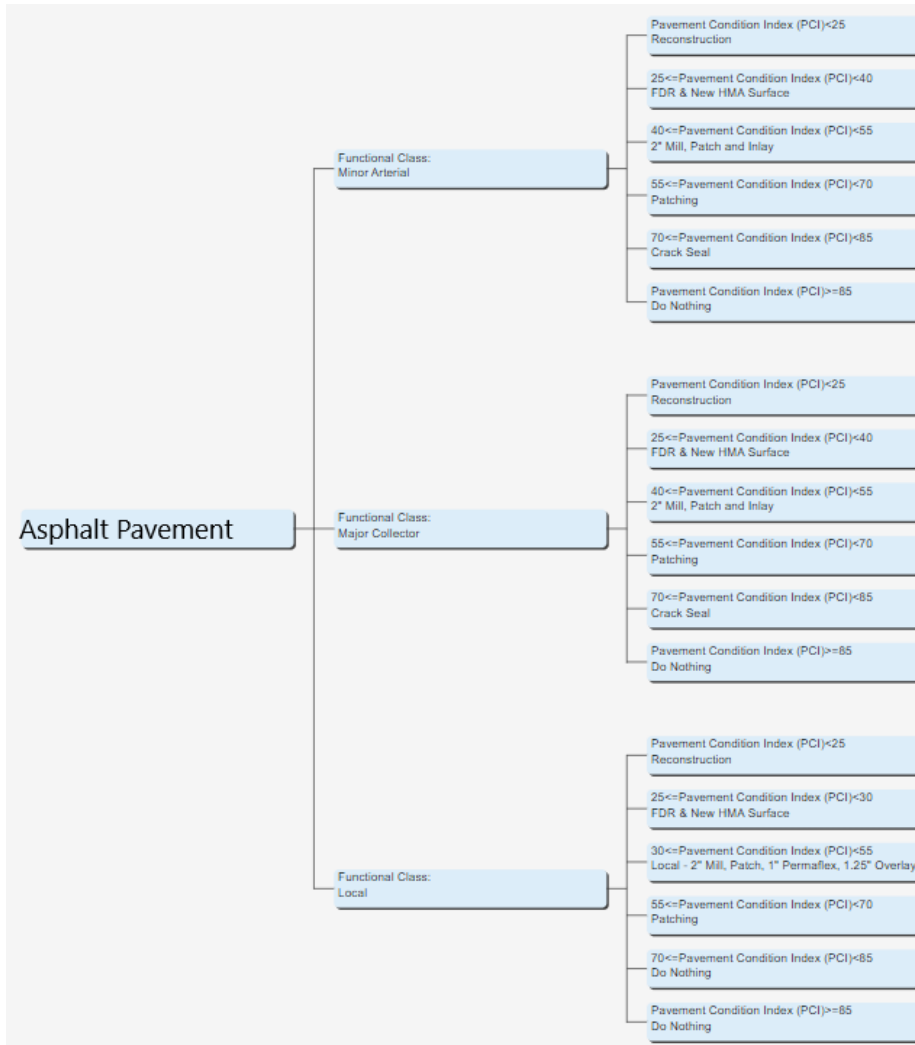 Pavement Condition Index (PCI)<25
Reconstruction
25<=Pavement Condition Index (PCI)<40
FDR & New HMA Surface
40<=Pavement Condition Index (PCI)<55
2" Mill, Patch and Inlay
Functional Class:
Minor Arterial
55<=Pavement Condition Index (PCI)<70
Patching
70<=Pavement Condition Index (PCI)<85
Crack Seal
Pavement Condition Index (PCI)>=85
Do Nothing
Pavement Condition Index (PCI)<25
Reconstruction
25<=Pavement Condition Index (PCI)<40
FDR & New HMA Surface
40<=Pavement Condition Index (PCI)<55
2" Mill, Patch and Inlay
Asphalt Pavement
Functional Class:
Major Collector
55<=Pavement Condition Index (PCI)<70
Patching
70<=Pavement Condition Index (PCI)<85
Crack Seal
Pavement Condition Index (PCI)>=85
Do Nothing
Pavement Condition Index (PCI)<25
Reconstruction
25<=Pavement Condition Index (PCI)<30
FDR & New HMA Surface
30<=Pavement Condition Index (PCI)<55
Local - 2" Mill, Patch, 1" Permaflex, 1.25" Overlay
Functional Class:
Local
55<=Pavement Condition Index (PCI)<70
Patching
70<=Pavement Condition Index (PCI)<85
Do Nothing
Pavement Condition Index (PCI)>=85
Do Nothing